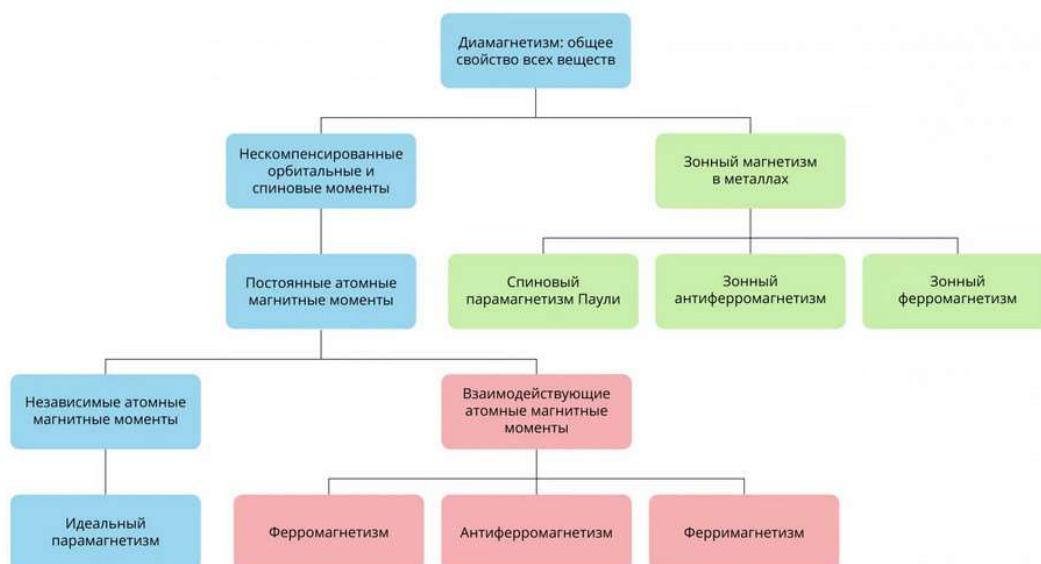 Диамагнетизм: общее
свойство всех веществ
Нескомпенсированные
орбитальные и
спиновые моменты
Зонный магнетизм
в металлах
Постоянные атомные
магнитные моменты
Спиновый
парамагнетизм Паули
Зонный
антиферромагнетизм
Зонный
ферромагнетизм
Независимые атомные
магнитные моменты
Взаимодействующие
атомные магнитные
моменты
Идеальный
парамагнетизм
Ферромагнетизм
Антиферромагнетизм
Ферримагнетизм